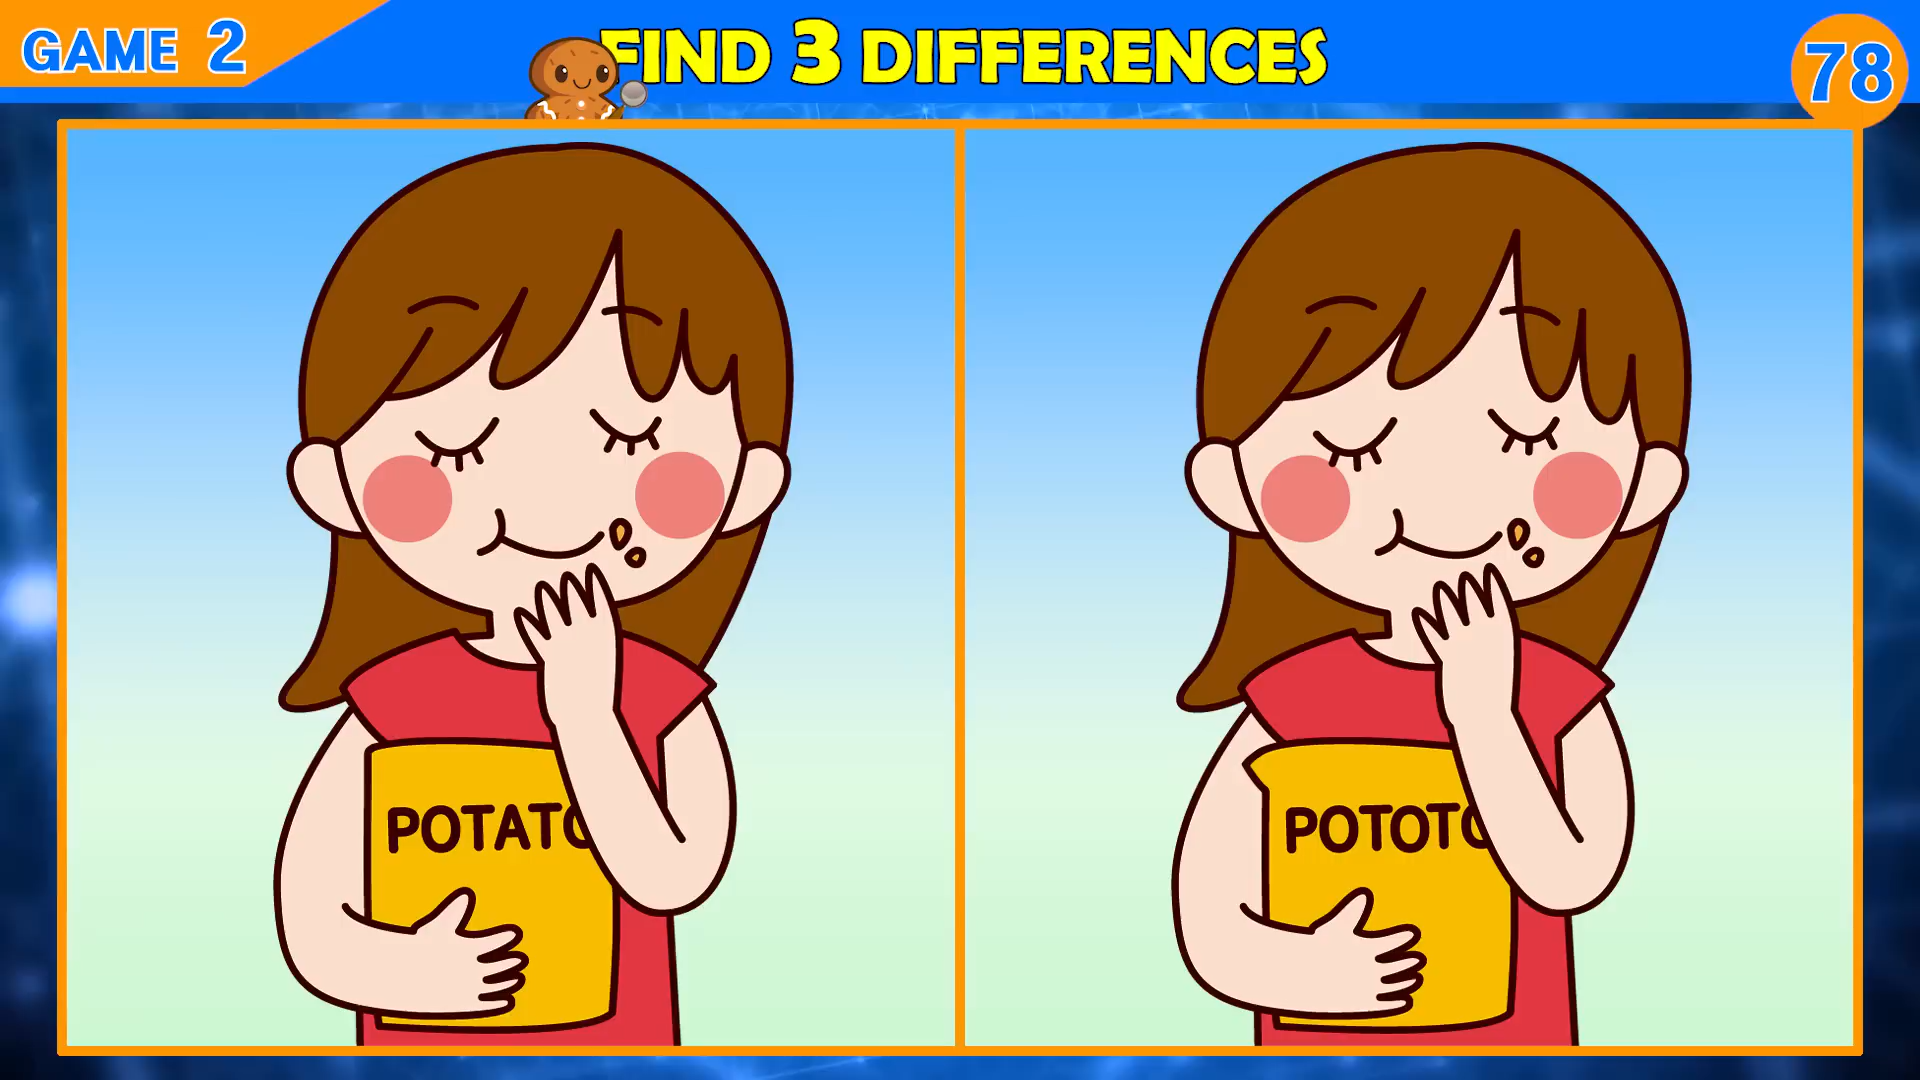 GAME 2
FIND 3 DIFFERENCES
78
POTATO
POTOTO